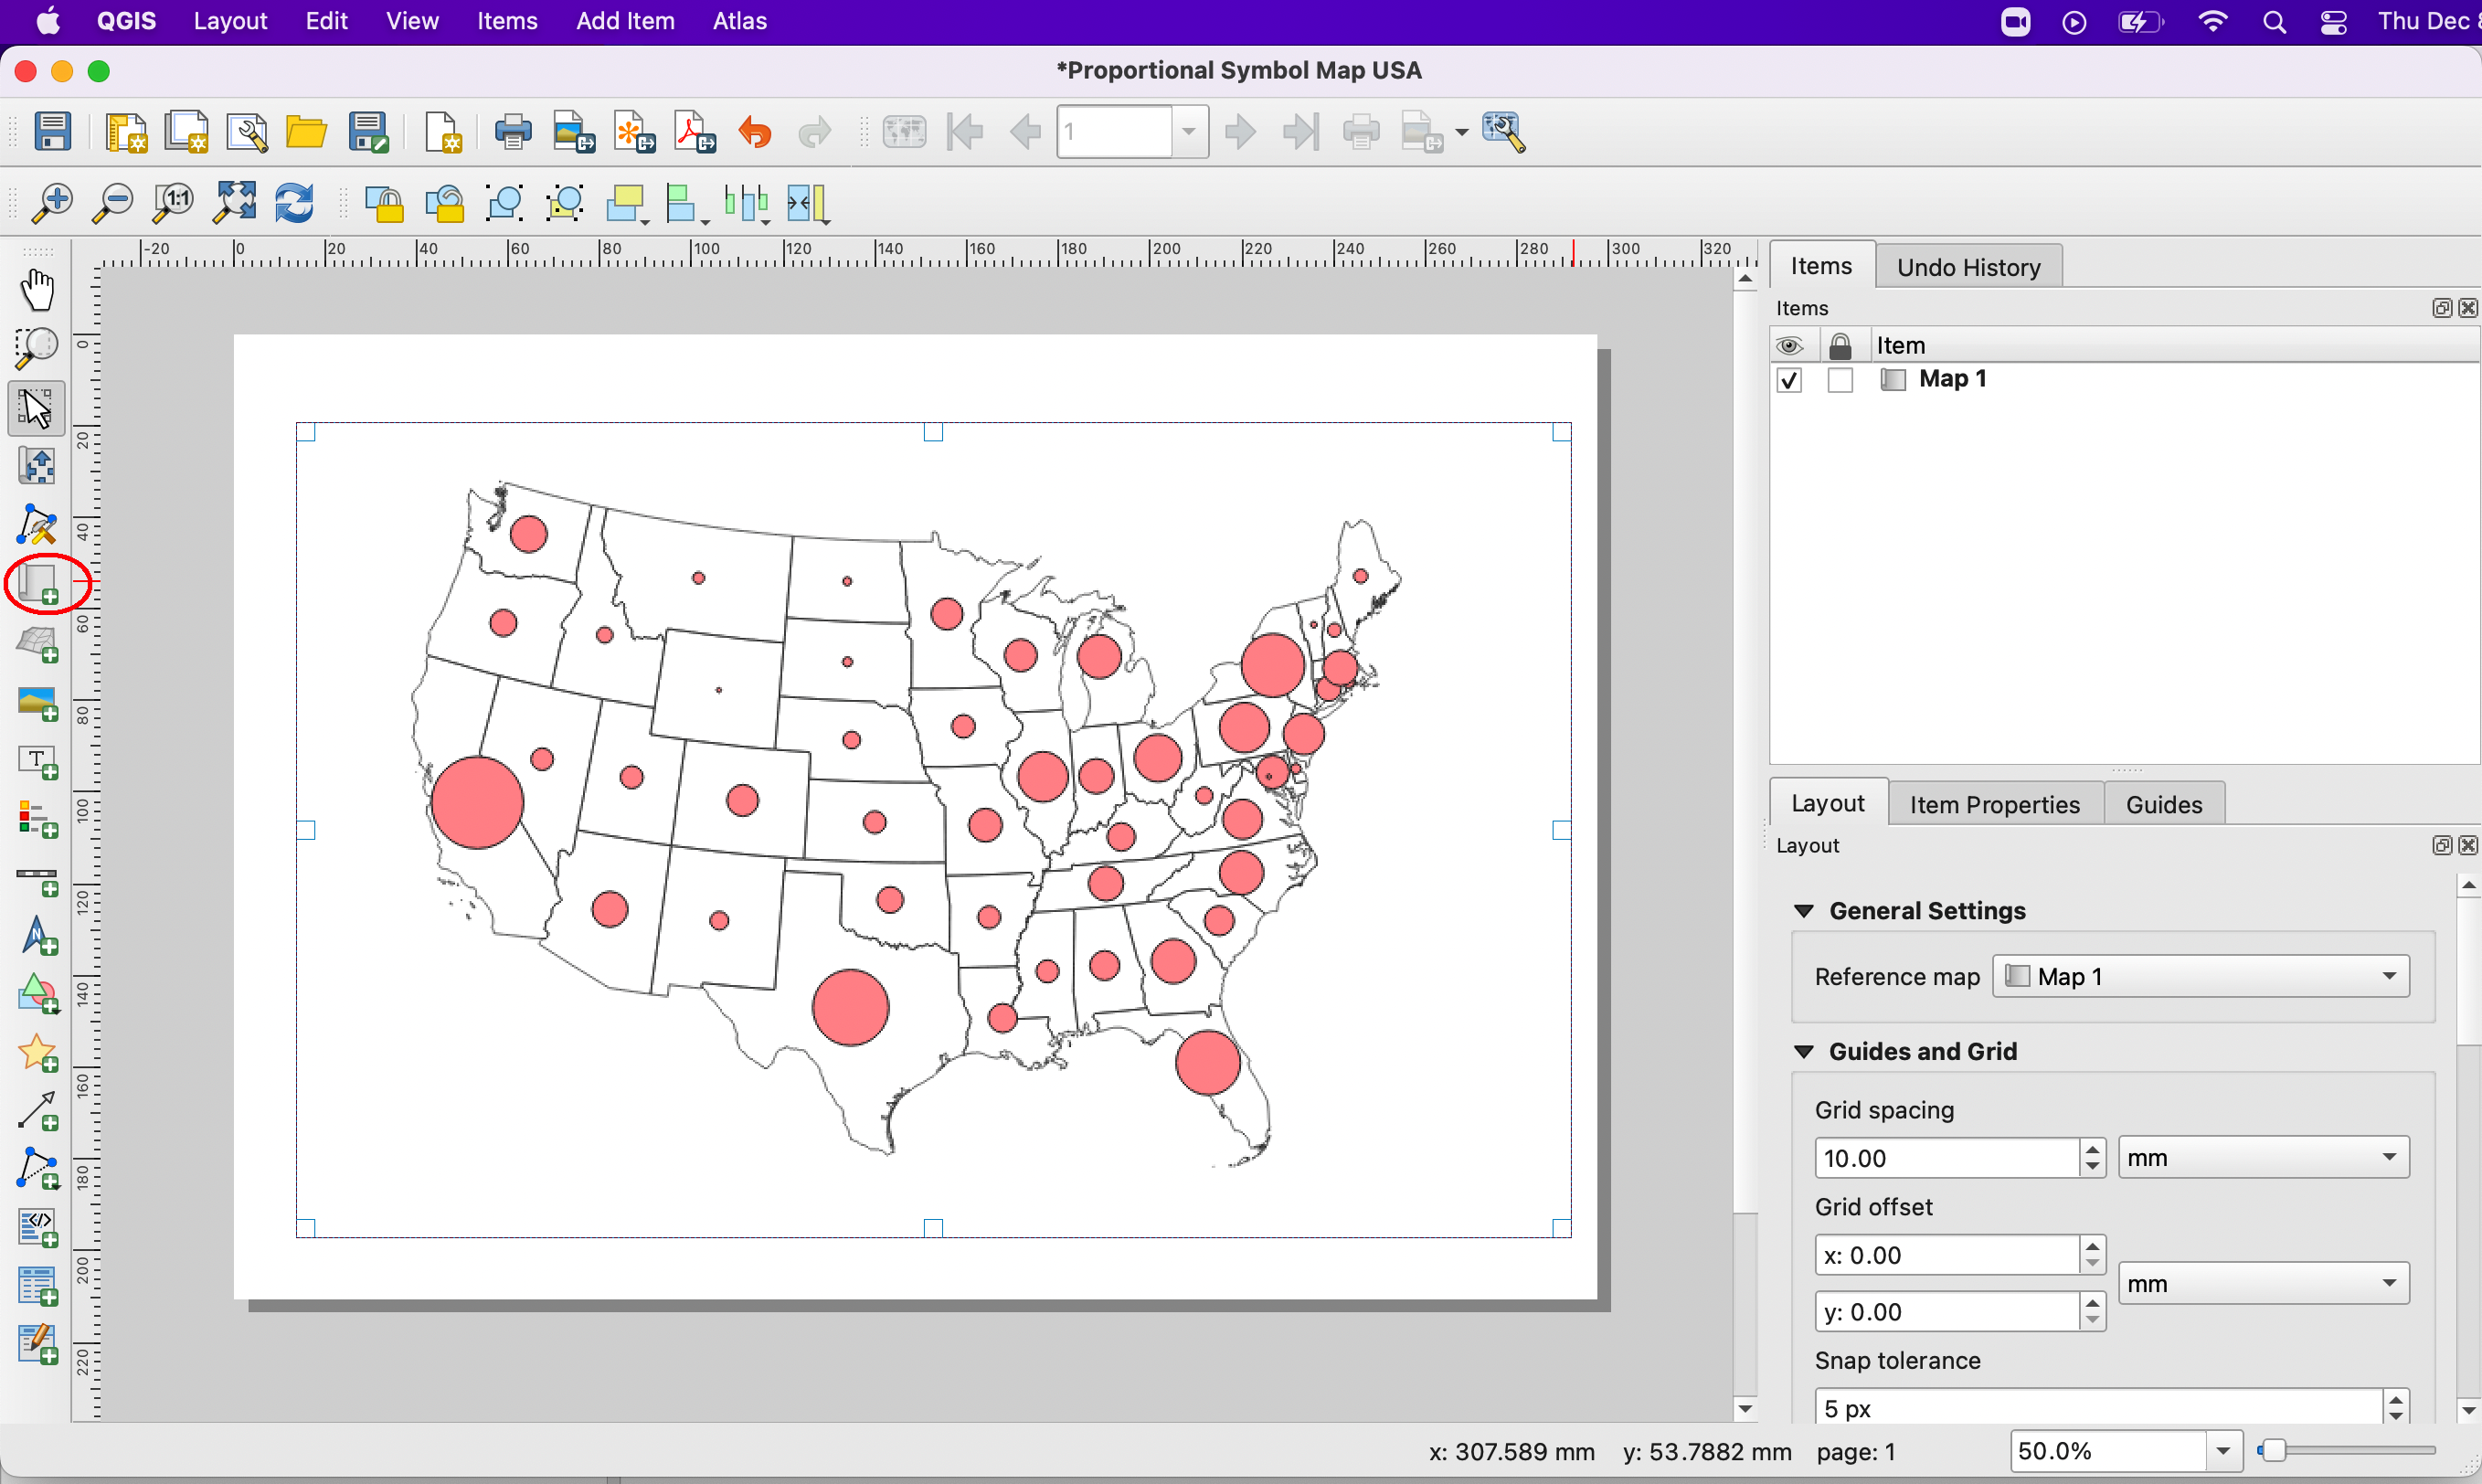 QGIS Layout Edit View Items Add Item Atlas Thu Dec
*Proportional Symbol Map USA
1
1:1
-20 0 20 40 60 80 100 120 140 160 180 200 220 240 260 280 300 320
0
20
40
60
80
100
120
140
160
180
200
220
T
N
</>
Items Undo History
Items
Item
Map 1
Layout Item Properties Guides
Layout
General Settings
Reference map Map 1
Guides and Grid
Grid spacing
10.00 mm
Grid offset
x: 0.00
mm
y: 0.00
Snap tolerance
5 px
x: 307.589 mm y: 53.7882 mm page: 1 50.0%